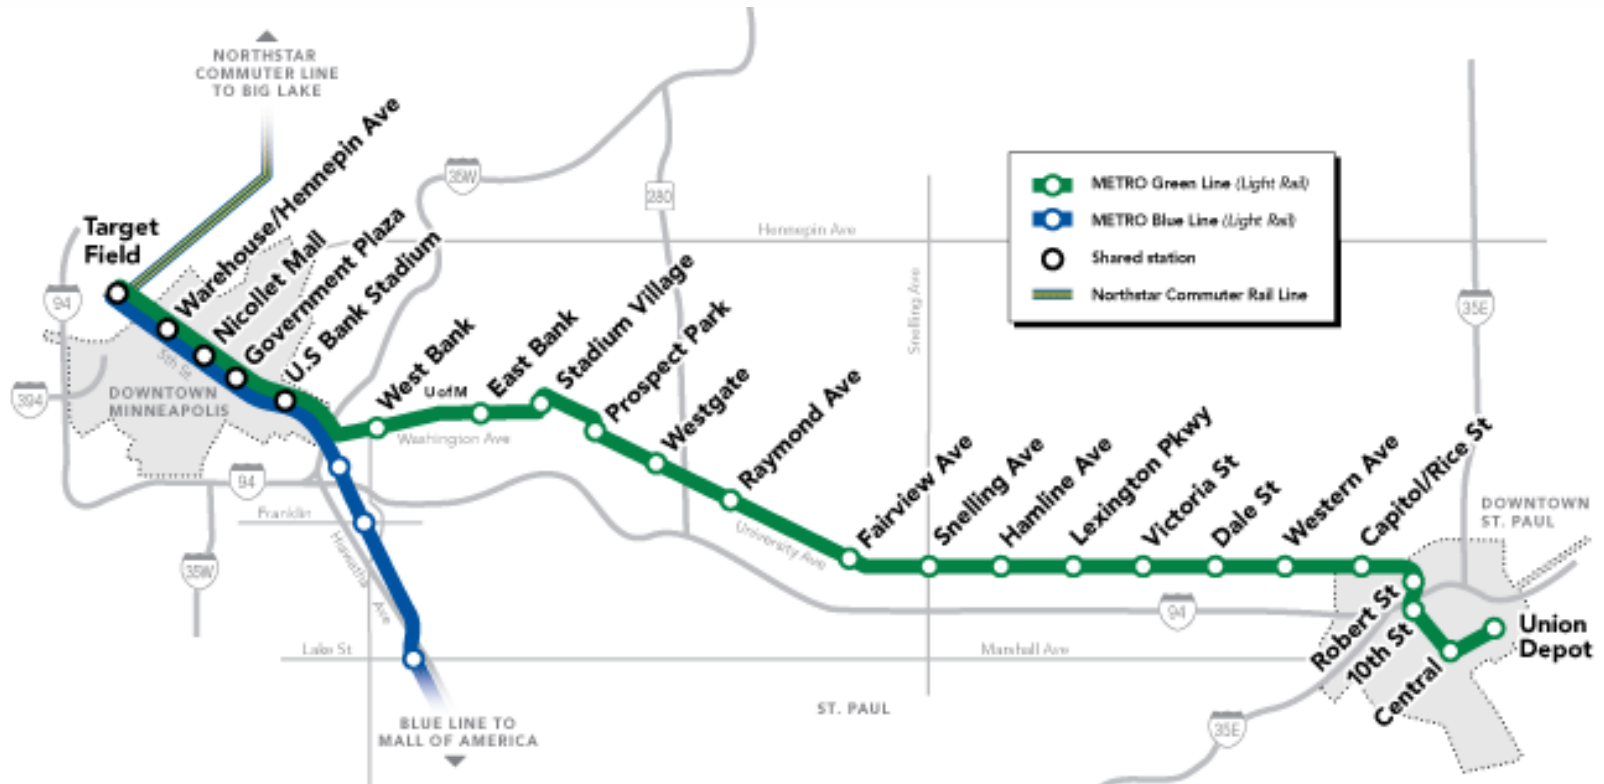 NORTHSTAR
COMMUTER LINE
TO BIG LAKE
Target
Field
Warehouse/Hennepin Ave
Nicollet Mall
Government Plaza
U.S Bank Stadium
West Bank
UofM
East Bank
Stadium Village
Prospect Park
Westgate
Raymond Ave
Fairview Ave
Snelling Ave
Hamline Ave
Lexington Pkwy
Victoria St
Dale St
Western Ave
Capitol/Rice St
Robert St
10th St
Central
Union
Depot
METRO Green Line (Light Rail)
METRO Blue Line (Light Rail)
Shared station
Northstar Commuter Rail Line
35W
280
Hennepin Ave
Snelling Ave
35E
94
394
5th St
DOWNTOWN
MINNEAPOLIS
Washington Ave
94
Franklin
Hiawatha Ave
35W
University Ave
94
DOWNTOWN
ST. PAUL
Lake St
Marshall Ave
ST. PAUL
35E
BLUE LINE TO
MALL OF AMERICA